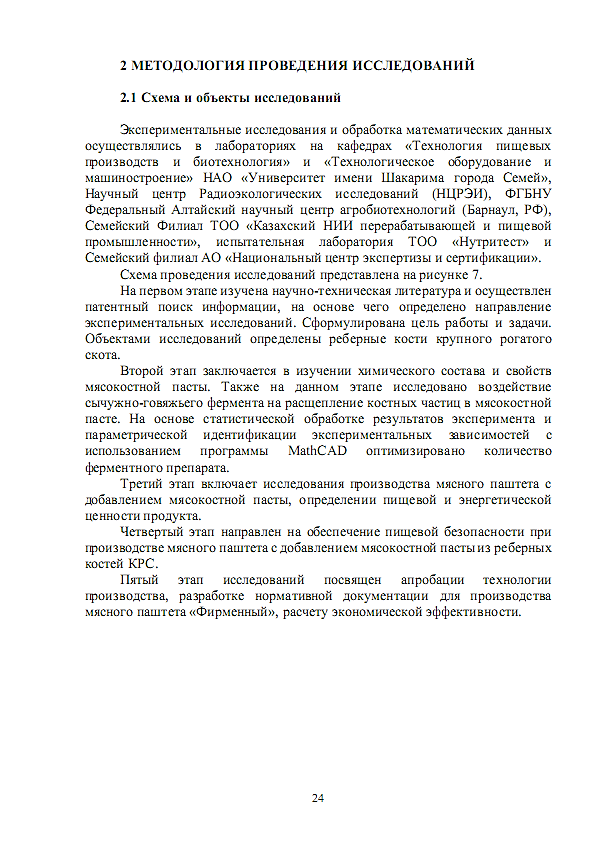 2 МЕТОДОЛОГИЯ ПРОВЕДЕНИЯ ИССЛЕДОВАНИЙ
2.1 Схема и объекты исследований
Экспериментальные исследования и обработка математических данных
осуществлялись в лабораториях на кафедрах «Технология пищевых
производств и биотехнология» и «Технологическое оборудование и
машиностроение» НАО «Университет имени Шакарима города Семей»,
Научный центр Радиоэкологических исследований (НЦРЭИ), ФГБНУ
Федеральный Алтайский научный центр агробиотехнологий (Барнаул, РФ),
Семейский Филиал ТОО «Казахский НИИ перерабатывающей и пищевой
промышленности», испытательная лаборатория ТОО «Нутритест» и
Семейский филиал АО «Национальный центр экспертизы и сертификации».
Схема проведения исследований представлена на рисунке 7.
На первом этапе изучена научно-техническая литература и осуществлен
патентный поиск информации, на основе чего определено направление
экспериментальных исследований. Сформулирована цель работы и задачи.
Объектами исследований определены реберные кости крупного рогатого
скота.
Второй этап заключается в изучении химического состава и свойств
мясокостной пасты. Также на данном этапе исследовано воздействие
сычужно-говяжьего фермента на расщепление костных частиц в мясокостной
пасте. На основе статистической обработке результатов эксперимента и
параметрической идентификации экспериментальных зависимостей с
использованием программы MathCAD оптимизировано количество
ферментного препарата.
Третий этап включает исследования производства мясного паштета с
добавлением мясокостной пасты, определении пищевой и энергетической
ценности продукта.
Четвертый этап направлен на обеспечение пищевой безопасности при
производстве мясного паштета с добавлением мясокостной пасты из реберных
костей КРС.
Пятый этап исследований посвящен апробации технологии
производства, разработке нормативной документации для производства
мясного паштета «Фирменный», расчету экономической эффективности.
24